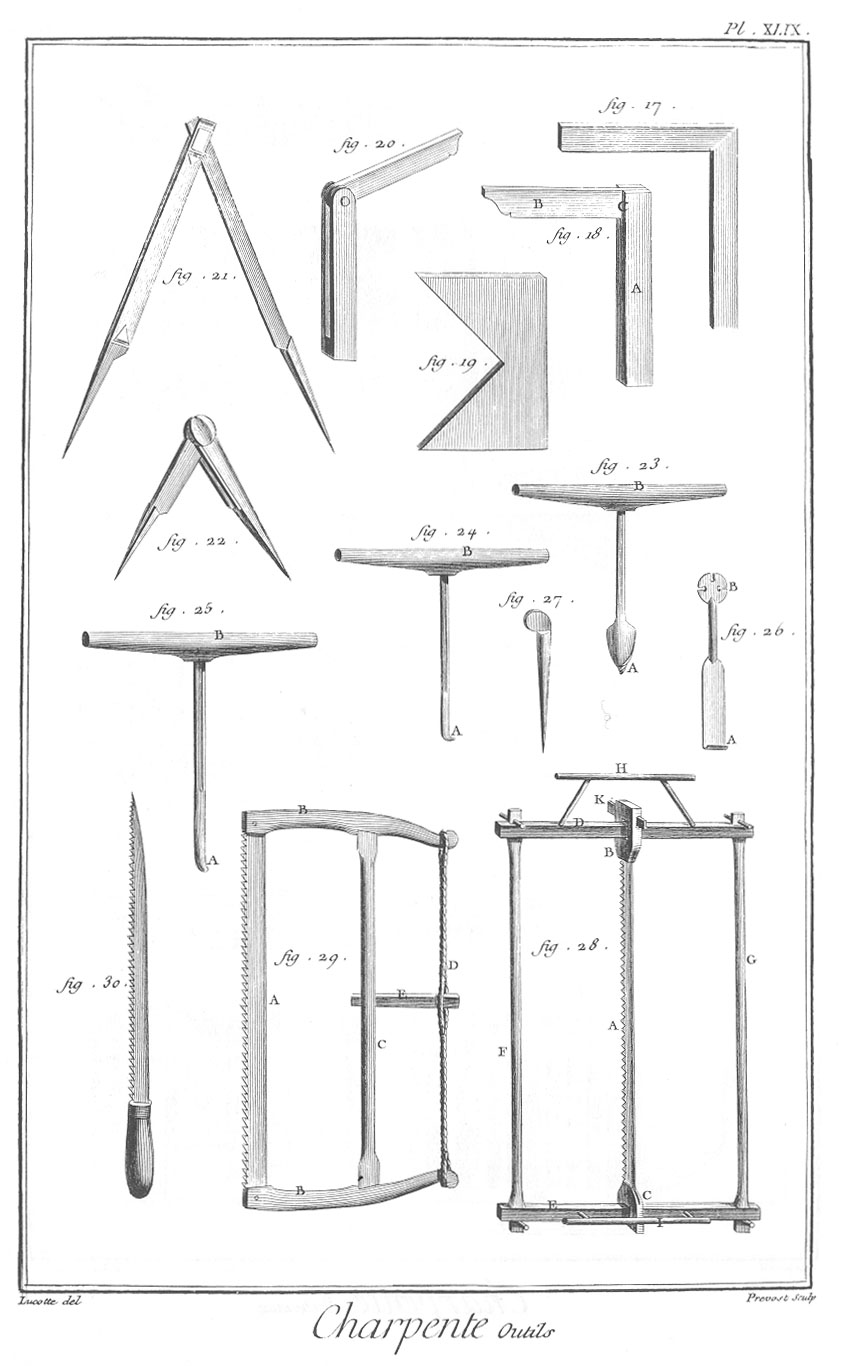 Pl . XLIX .
fig . 17 .
fig . 20 .
B
C
fig . 18 .
fig . 21 .
A
fig . 19 .
fig . 23 .
B
fig . 24 .
B
fig . 22 .
B
fig . 27 .
fig . 25 .
B
fig . 26 .
A
A
A
H
K
D
B
B
A
fig . 28 .
fig . 29 .
D
G
fig . 30 .
A
E
A
C
F
B
C
E
I
Lucotte del
Prevost Sculp
Charpente Outils